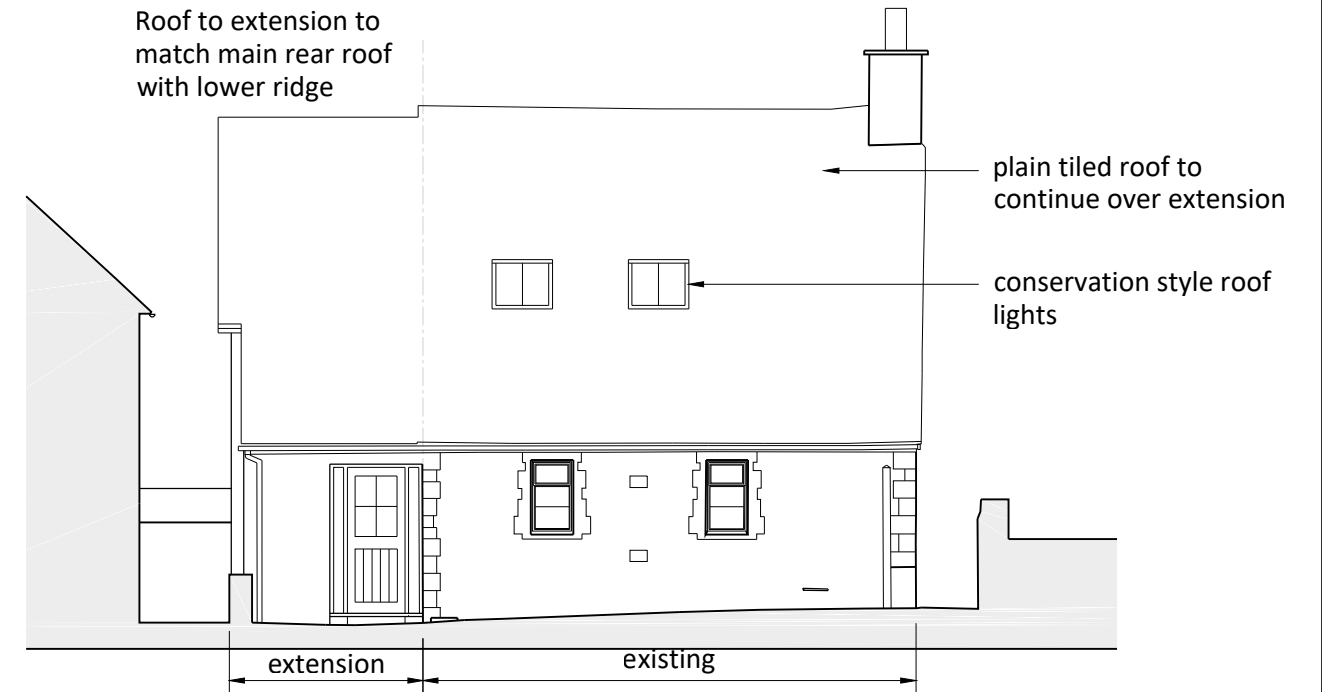 Roof to extension to
match main rear roof
with lower ridge
plain tiled roof to
continue over extension
conservation style roof
lights
extension
existing